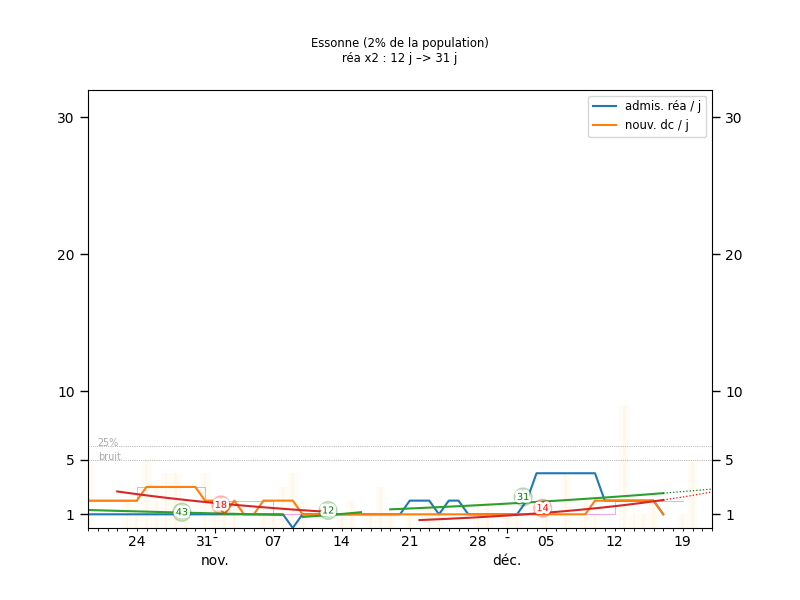 Essonne (2% de la population)
réa x2 : 12 j –> 31 j
admis. réa / j
nouv. dc / j
30 30
20 20
10 10
25%
5 5
bruit
31
43 18 12 14
1 1
24 31 07 14 21 28 05 12 19
nov. déc.